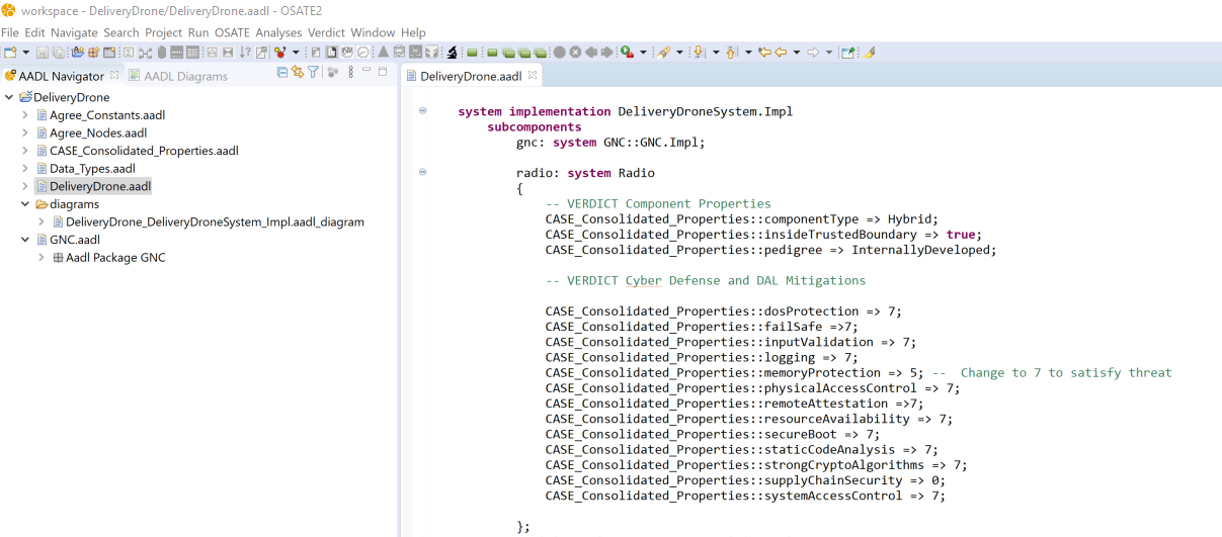 workspace - DeliveryDrone/DeliveryDrone.aadl - OSATE2
File Edit Navigate Search Project Run OSATE Analyses Verdict Window Help
AADL Navigator
AADL Diagrams
DeliveryDrone
Agree_Constants.aadl
Agree_Nodes.aadl
CASE_Consolidated_Properties.aadl
Data_Types.aadl
DeliveryDrone.aadl
diagrams
DeliveryDrone_DeliveryDroneSystem_Impl.aadl_diagram
GNC.aadl
Aadl Package GNC
DeliveryDrone.aadl
system implementation DeliveryDroneSystem.Impl
subcomponents
gnc: system GNC::GNC.Impl;
radio: system Radio
{
-- VERDICT Component Properties
CASE_Consolidated_Properties::componentType => Hybrid;
CASE_Consolidated_Properties::insideTrustedBoundary => true;
CASE_Consolidated_Properties::pedigree => InternallyDeveloped;
-- VERDICT Cyber Defense and DAL Mitigations
CASE_Consolidated_Properties::dosProtection => 7;
CASE_Consolidated_Properties::failSafe =>7;
CASE_Consolidated_Properties::inputValidation => 7;
CASE_Consolidated_Properties::logging => 7;
CASE_Consolidated_Properties::memoryProtection => 5; --  Change to 7 to satisfy threat
CASE_Consolidated_Properties::physicalAccessControl => 7;
CASE_Consolidated_Properties::remoteAttestation =>7;
CASE_Consolidated_Properties::resourceAvailability => 7;
CASE_Consolidated_Properties::secureBoot => 7;
CASE_Consolidated_Properties::staticCodeAnalysis => 7;
CASE_Consolidated_Properties::strongCryptoAlgorithms => 7;
CASE_Consolidated_Properties::supplyChainSecurity => 0;
CASE_Consolidated_Properties::systemAccessControl => 7;
};